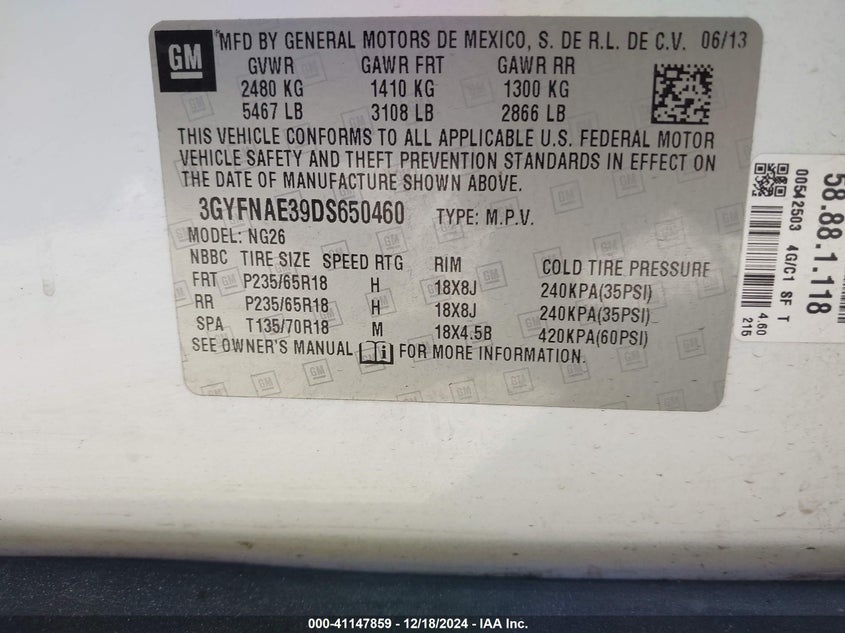 GM
*MFD BY GENERAL MOTORS DE MEXICO, S. DE R.L. DE C.V. 06/13
GVWR GAWR FRT GAWR RR
2480 KG 1410 KG 1300 KG
5467 LB 3108 LB 2866 LB
THIS VEHICLE CONFORMS TO ALL APPLICABLE U.S. FEDERAL MOTOR
VEHICLE SAFETY AND THEFT PREVENTION STANDARDS IN EFFECT ON
THE DATE OF MANUFACTURE SHOWN ABOVE.
3GYFNAE39DS650460 TYPE: M.P.V.
MODEL: NG26
NBBC TIRE SIZE SPEED RTG RIM COLD TIRE PRESSURE
FRT P235/65R18 H 18X8J 240KPA(35PSI)
RR P235/65R18 H 18X8J 240KPA(35PSI)
SPA T135/70R18 M 18X4.5B 420KPA(60PSI)
SEE OWNER'S MANUAL FOR MORE INFORMATION.
58.88.1.118
00542503 4G/C1 SF T
4.60
215
000-41147859 - 12/18/2024 - IAA Inc.